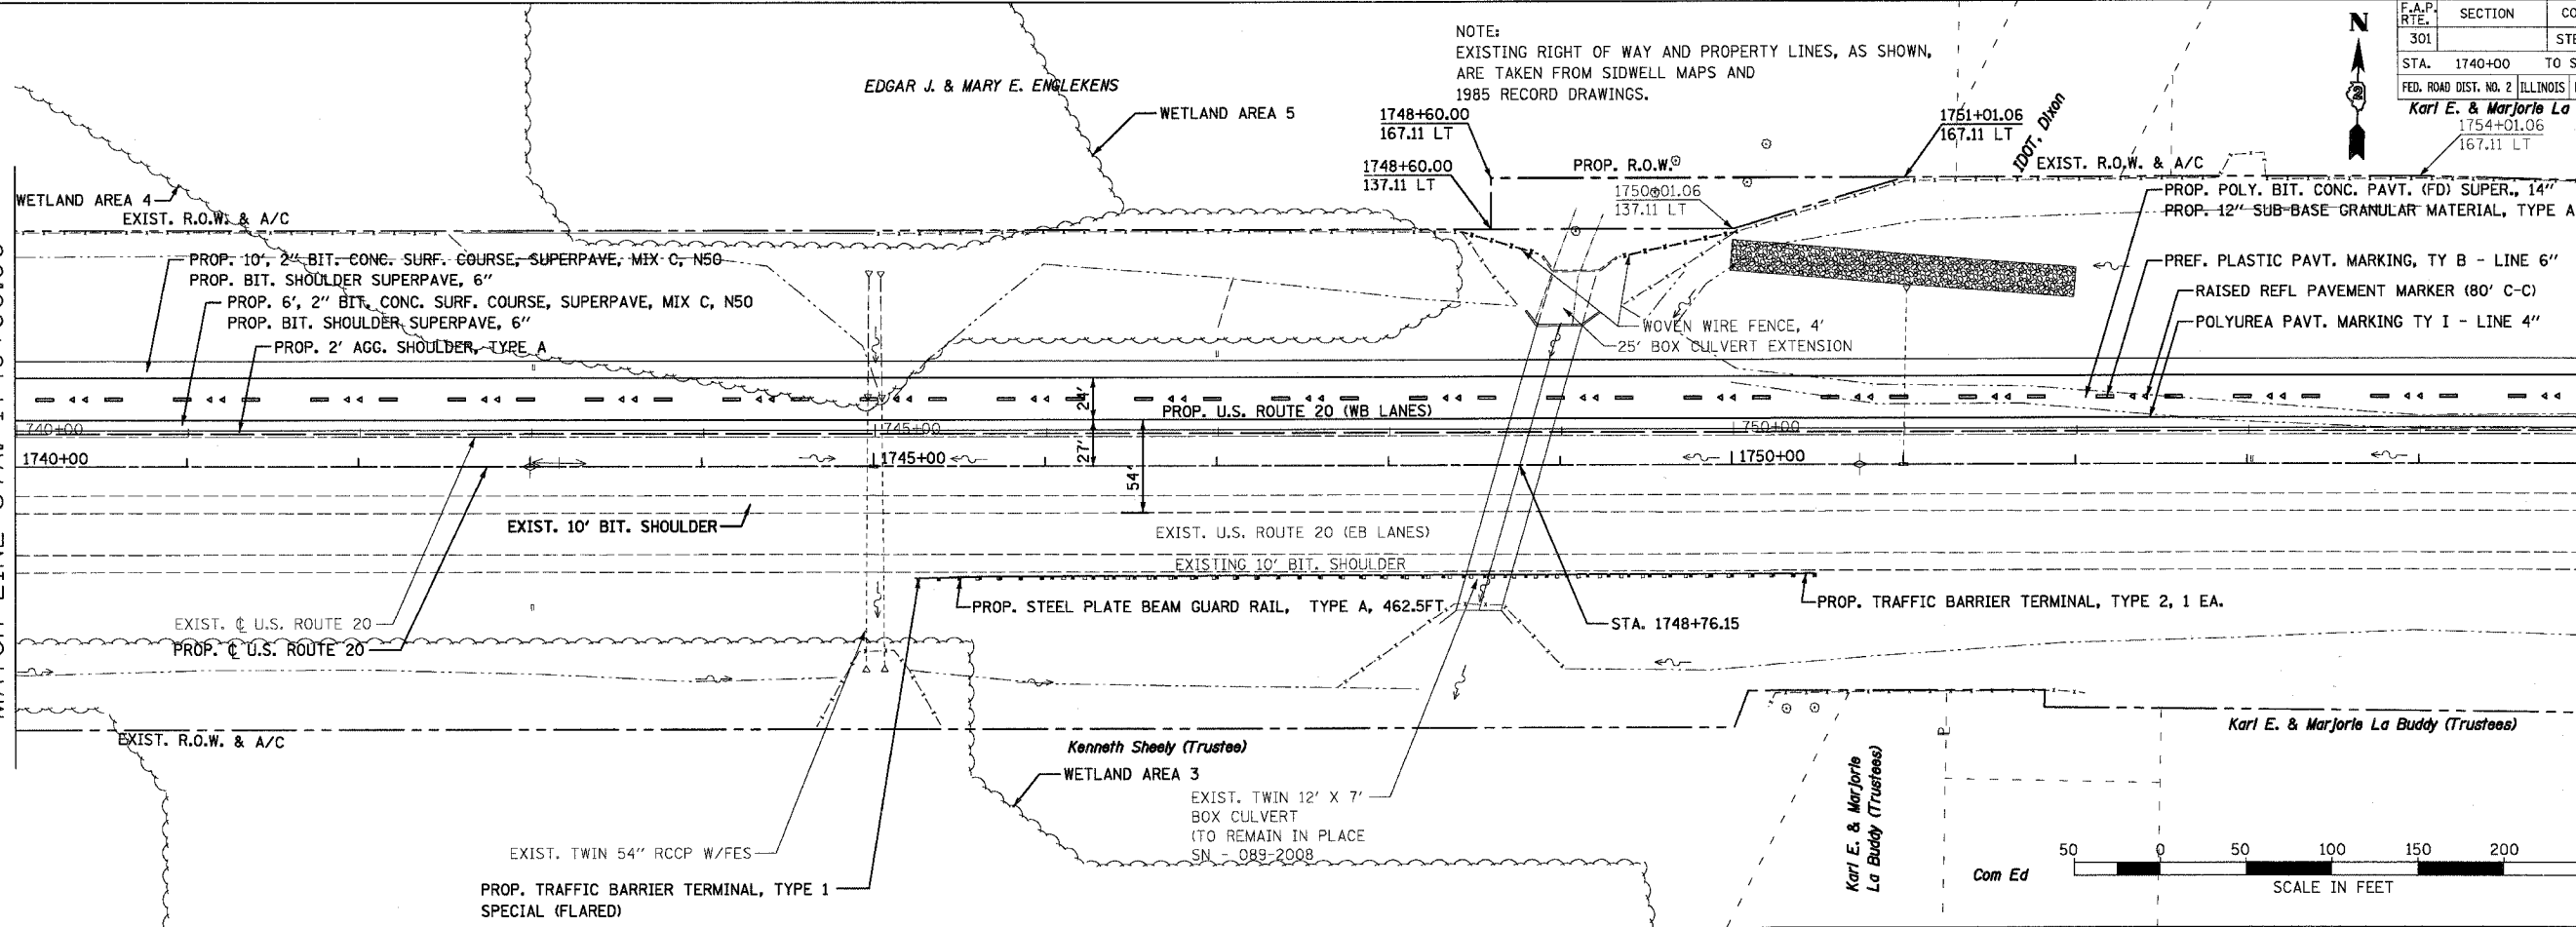 F.A.P. RTE.
SECTION
301
STA. 1740+00
FED. ROAD DIST. NO. 2 ILLINOIS
N
2
NOTE:
EXISTING RIGHT OF WAY AND PROPERTY LINES, AS SHOWN,
ARE TAKEN FROM SIDWELL MAPS AND
1985 RECORD DRAWINGS.
EDGAR J. & MARY E. ENGLEKENS
WETLAND AREA 5
1748+60.00
167.11 LT
1748+60.00
137.11 LT
PROP. R.O.W.
1750+01.06
137.11 LT
1751+01.06
167.11 LT
IDOT, Dixon
EXIST. R.O.W. & A/C
Karl E. & Marjorie La
1754+01.06
167.11 LT
WETLAND AREA 4
EXIST. R.O.W. & A/C
PROP. POLY. BIT. CONC. PAVT. (FD) SUPER., 14"
PROP. 12" SUB-BASE GRANULAR MATERIAL, TYPE A
PROP. 10', 2" BIT. CONC. SURF. COURSE, SUPERPAVE, MIX C, N50
PROP. BIT. SHOULDER SUPERPAVE, 6"
PROP. 6', 2" BIT. CONC. SURF. COURSE, SUPERPAVE, MIX C, N50
PROP. BIT. SHOULDER SUPERPAVE, 6"
PROP. 2' AGG. SHOULDER, TYPE A
PREF. PLASTIC PAVT. MARKING, TY B - LINE 6"
RAISED REFL PAVEMENT MARKER (80' C-C)
POLYUREA PAVT. MARKING TY I - LINE 4"
WOVEN WIRE FENCE, 4'
25' BOX CULVERT EXTENSION
24'
PROP. U.S. ROUTE 20 (WB LANES)
740+00
745+00
750+00
27'
1740+00
1745+00
1750+00
54'
EXIST. 10' BIT. SHOULDER
EXIST. U.S. ROUTE 20 (EB LANES)
EXISTING 10' BIT. SHOULDER
PROP. STEEL PLATE BEAM GUARD RAIL, TYPE A, 462.5FT.
PROP. TRAFFIC BARRIER TERMINAL, TYPE 2, 1 EA.
STA. 1748+76.15
EXIST. ℄ U.S. ROUTE 20
PROP. ℄ U.S. ROUTE 20
EXIST. R.O.W. & A/C
Kenneth Sheely (Trustee)
WETLAND AREA 3
EXIST. TWIN 12' X 7'
BOX CULVERT
(TO REMAIN IN PLACE
SN - 089-2008
Karl E. & Marjorie La Buddy (Trustees)
Karl E. & Marjorie
La Buddy (Trustees)
P
Com Ed
EXIST. TWIN 54" RCCP W/FES
PROP. TRAFFIC BARRIER TERMINAL, TYPE 1
SPECIAL (FLARED)
50 0 50 100 150 200
SCALE IN FEET